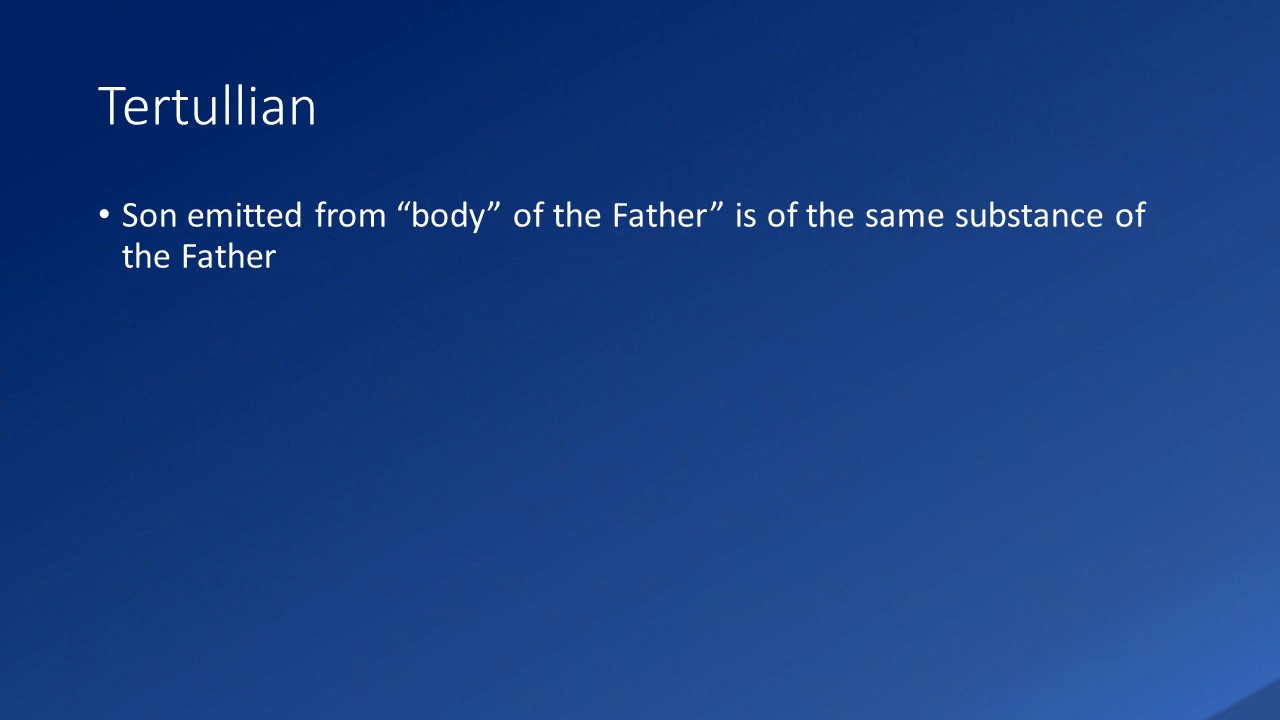 Tertullian
• Son emitted from “body” of the Father” is of the same substance of
the Father